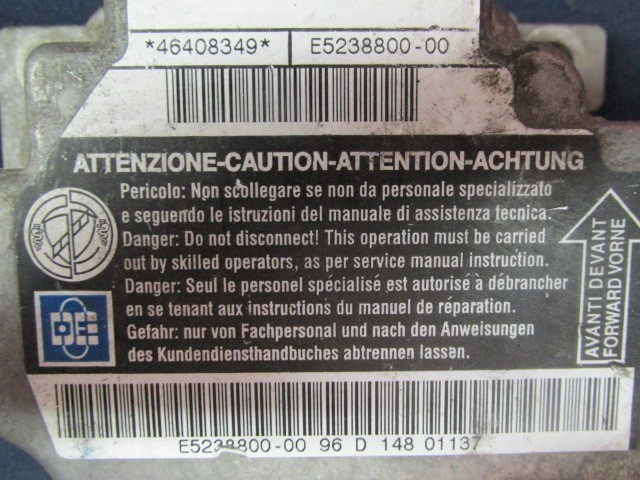 *46408349* E5238800-00
ATTENZIONE-CAUTION-ATTENTION-ACHTUNG
Pericolo: Non scollegare se non da personale specializzato
e seguendo le istruzioni del manuale di assistenza tecnica.
Danger: Do not disconnect! This operation must be carried
out by skilled operators, as per service manual instruction.
Danger: Seul le personel spécialisé est autorisé à débrancher
en se tenant aux instructions du manuel de réparation.
Gefahr: nur von Fachpersonal und nach den Anweisungen
des Kundendiensthandbuches abtrennen lassen.
AVANTI DEVANT
FORWARD VORNE
E5238800-00 96 D 148 01137